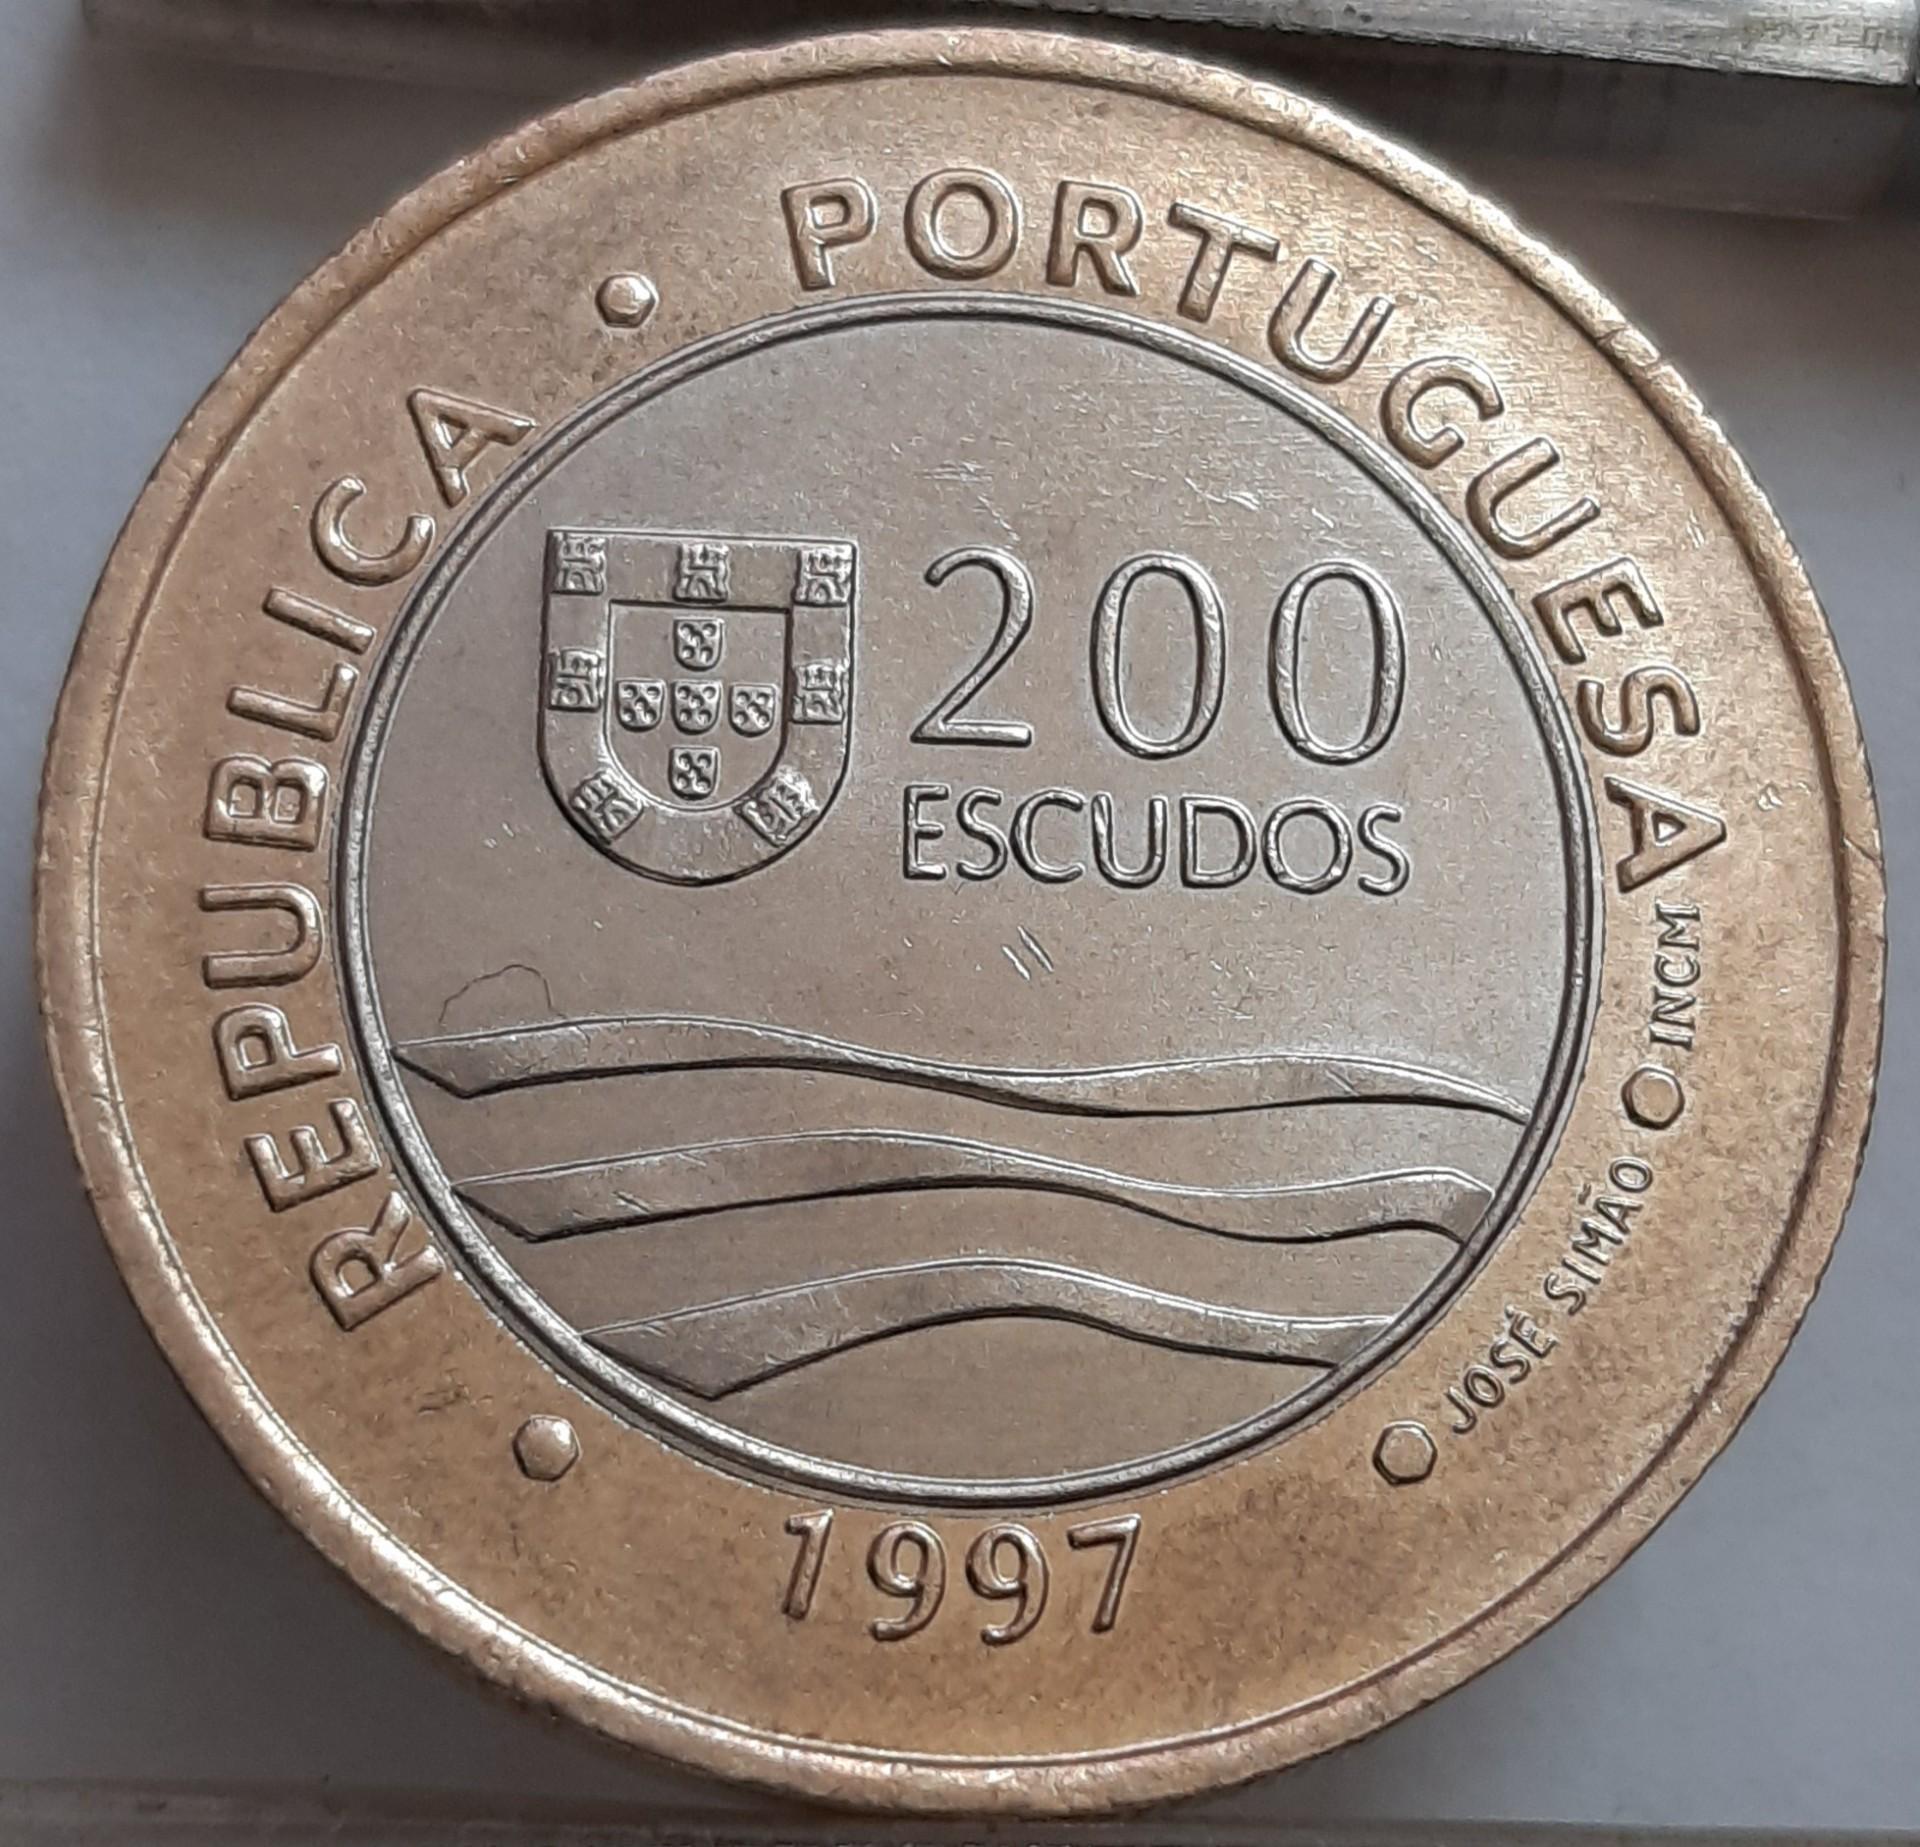 REPUBLICA • PORTUGUESA
INCM
JOSÉ SIMÃO
200
ESCUDOS
1997